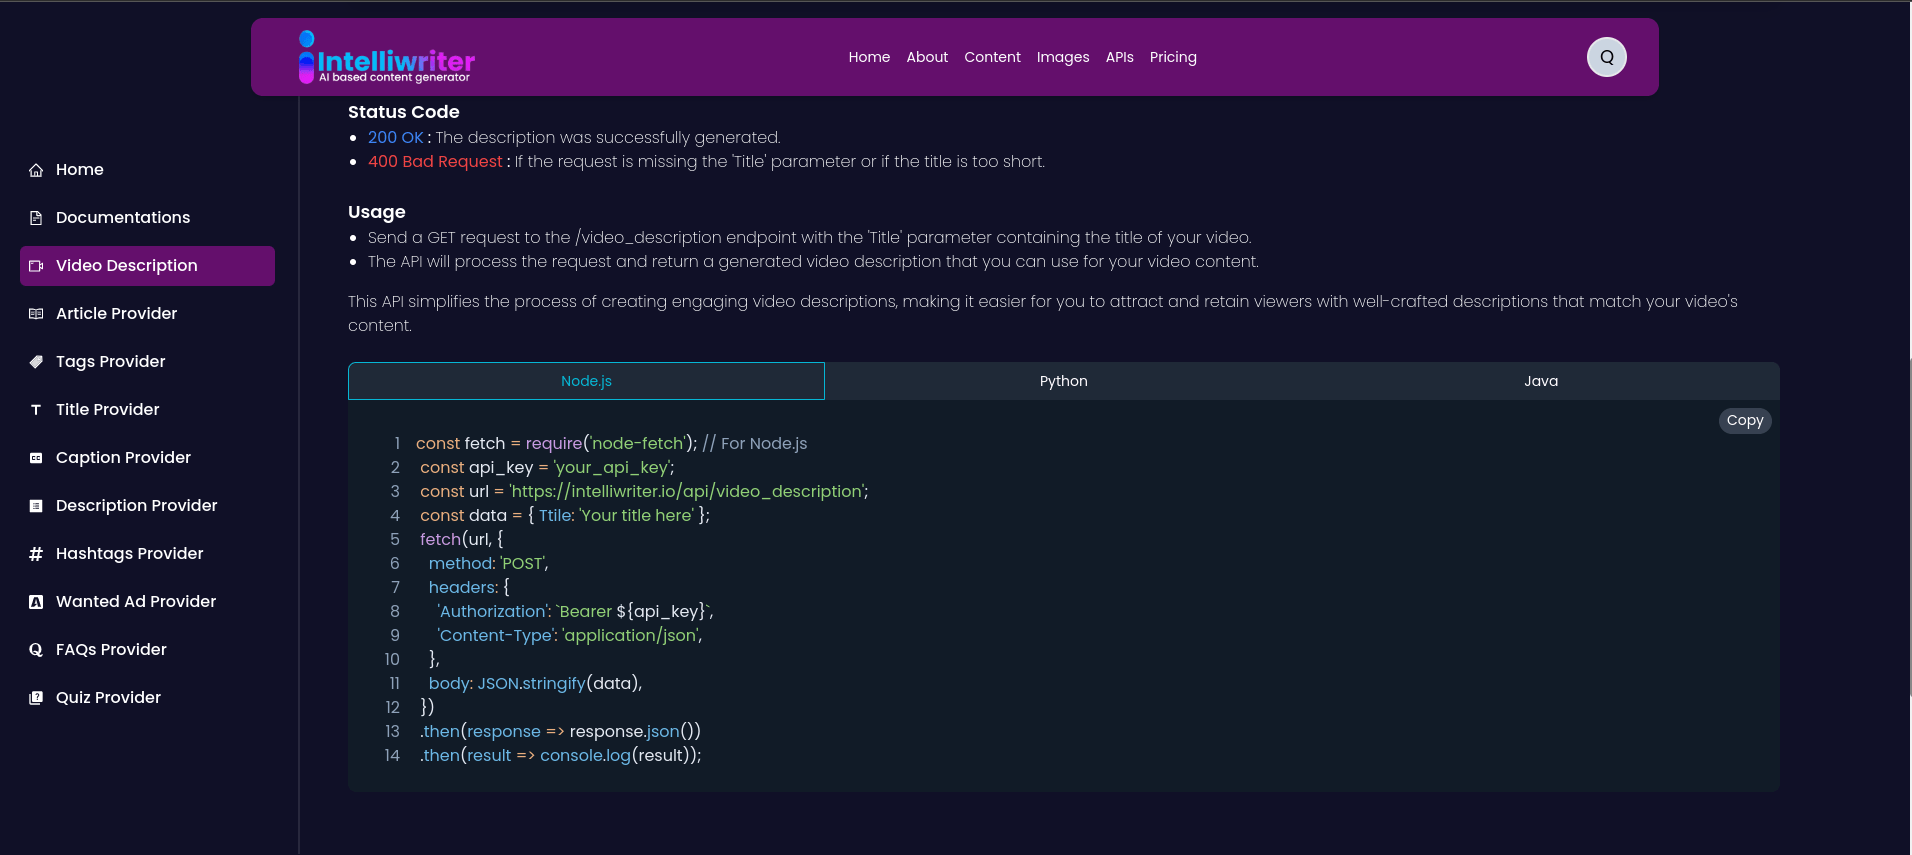 Intelliwriter
AI based content generator
Home
About
Content
Images
APIs
Pricing
Q
Home
Documentations
Video Description
Article Provider
Tags Provider
Title Provider
Caption Provider
Description Provider
Hashtags Provider
Wanted Ad Provider
FAQs Provider
Quiz Provider
Status Code
200 OK : The description was successfully generated.
400 Bad Request : If the request is missing the 'Title' parameter or if the title is too short.
Usage
Send a GET request to the /video_description endpoint with the 'Title' parameter containing the title of your video.
The API will process the request and return a generated video description that you can use for your video content.
This API simplifies the process of creating engaging video descriptions, making it easier for you to attract and retain viewers with well-crafted descriptions that match your video's
content.
Node.js
Python
Java
Copy
1 const fetch = require('node-fetch'); // For Node.js
2 const api_key = 'your_api_key';
3 const url = 'https://intelliwriter.io/api/video_description';
4 const data = { Ttile: 'Your title here' };
5 fetch(url, {
6 method: 'POST',
7 headers: {
8 'Authorization': `Bearer ${api_key}`,
9 'Content-Type': 'application/json',
10 },
11 body: JSON.stringify(data),
12 })
13 .then(response => response.json())
14 .then(result => console.log(result));